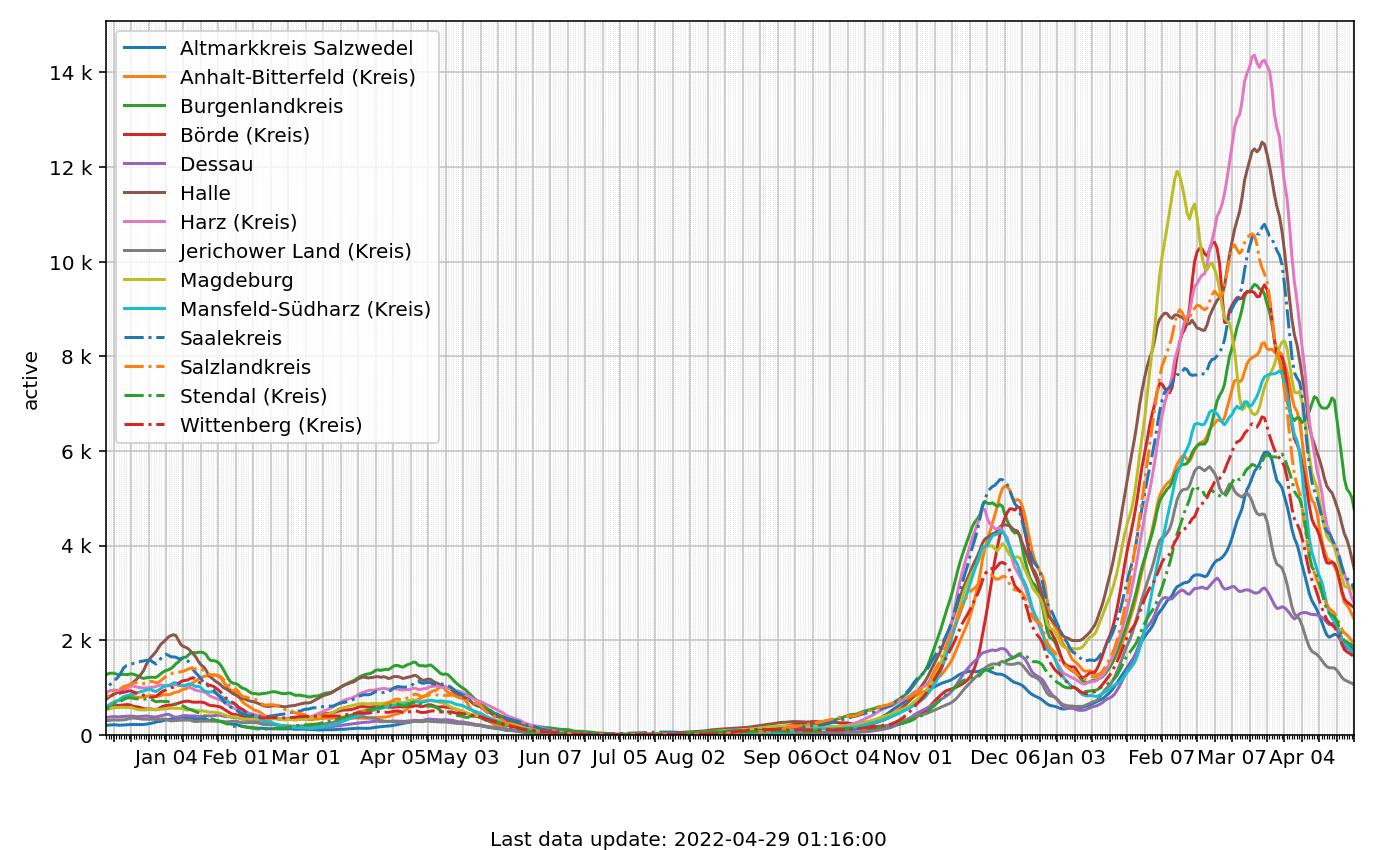 14 k
12 k
10 k
8 k
6 k
4 k
2 k
0
active
Altmarkkreis Salzwedel
Anhalt-Bitterfeld (Kreis)
Burgenlandkreis
Börde (Kreis)
Dessau
Halle
Harz (Kreis)
Jerichower Land (Kreis)
Magdeburg
Mansfeld-Südharz (Kreis)
Saalekreis
Salzlandkreis
Stendal (Kreis)
Wittenberg (Kreis)
Jan 04 Feb 01 Mar 01 Apr 05 May 03 Jun 07 Jul 05 Aug 02 Sep 06 Oct 04 Nov 01 Dec 06 Jan 03 Feb 07 Mar 07 Apr 04
Last data update: 2022-04-29 01:16:00